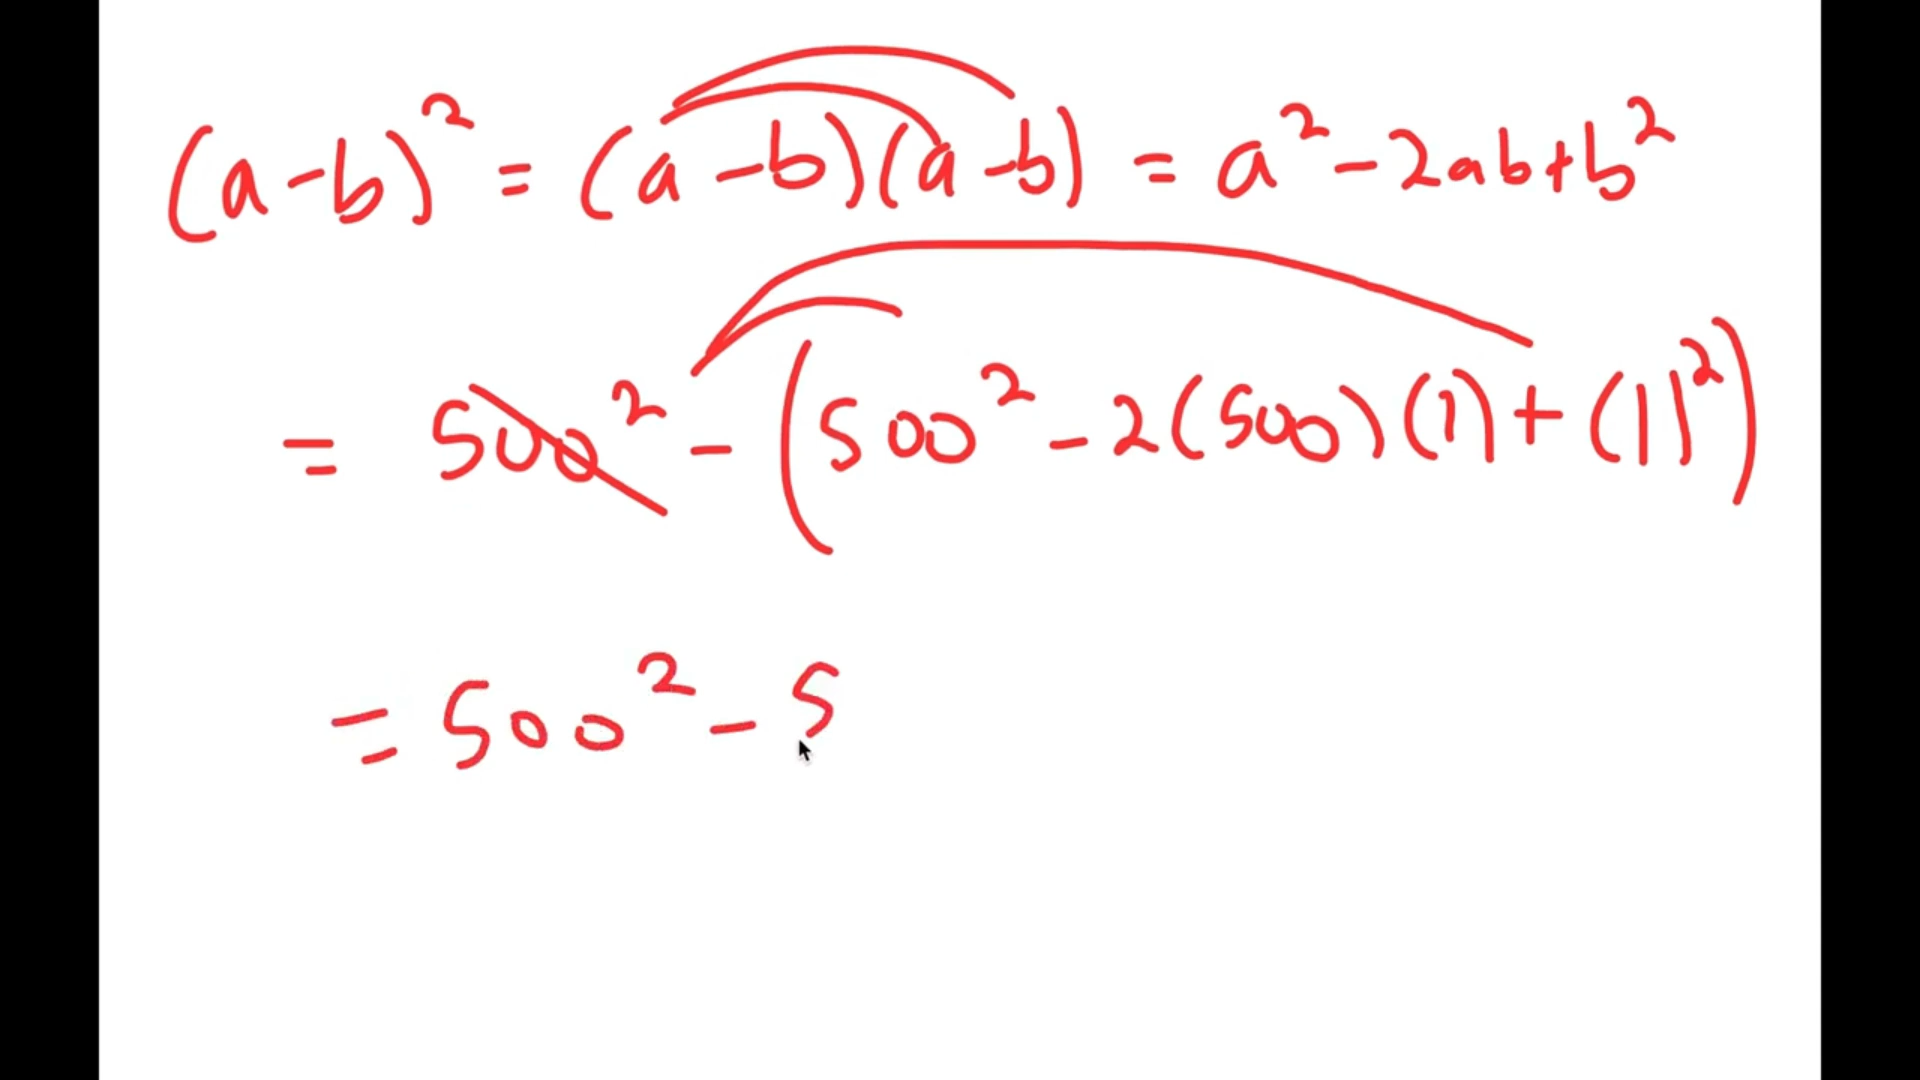 (a-b)² = (a-b)(a-b) = a²-2ab+b²
= 500² - (500² - 2(500)(1) + (1)²)
= 500² - 5